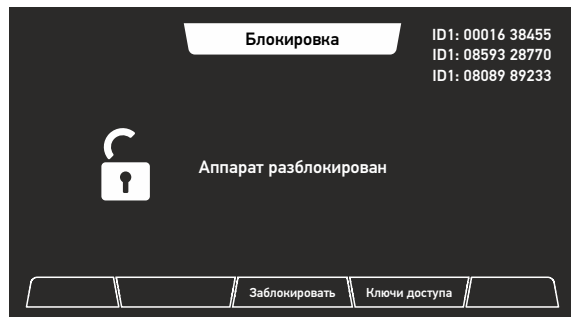 Блокировка
ID1: 00016 38455
ID1: 08593 28770
ID1: 08089 89233
Аппарат разблокирован
Заблокировать
Ключи доступа